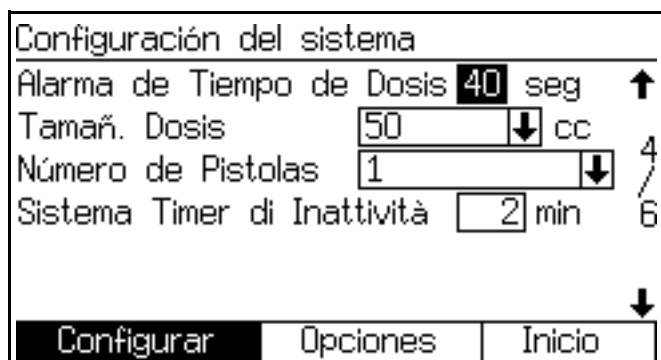 Configuración del sistema
Alarma de Tiempo de Dosis 40 seg
Tamañ. Dosis 50 cc
Número de Pistolas 1
Sistema Timer di Inattività 2 min
4/6
Configurar Opciones Inicio